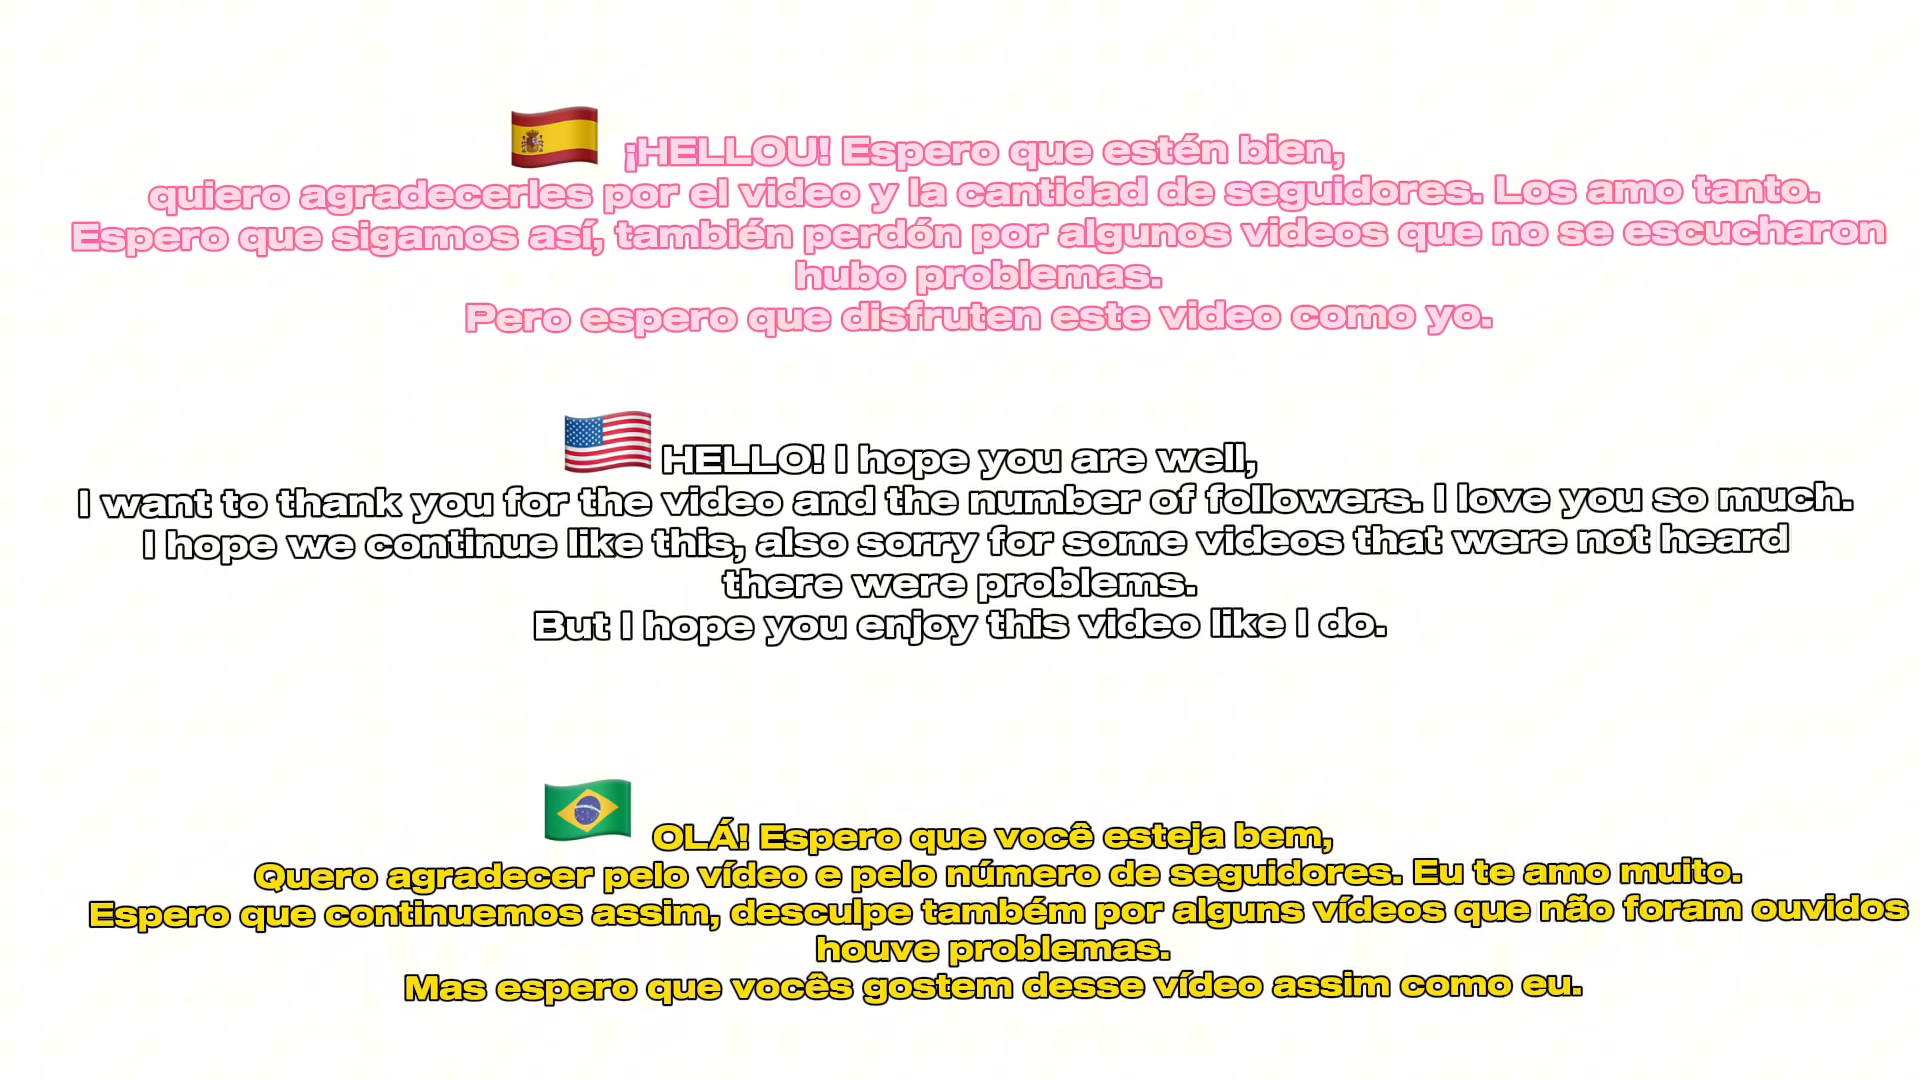 ¡HELLOU! Espero que estén bien,
quiero agradecerles por el video y la cantidad de seguidores. Los amo tanto.
Espero que sigamos así, también perdón por algunos videos que no se escucharon
hubo problemas.
Pero espero que disfruten este video como yo.
HELLO! I hope you are well,
I want to thank you for the video and the number of followers. I love you so much.
I hope we continue like this, also sorry for some videos that were not heard
there were problems.
But I hope you enjoy this video like I do.
OLÁ! Espero que você esteja bem,
Quero agradecer pelo vídeo e pelo número de seguidores. Eu te amo muito.
Espero que continuemos assim, desculpe também por alguns vídeos que não foram ouvidos
houve problemas.
Mas espero que vocês gostem desse vídeo assim como eu.